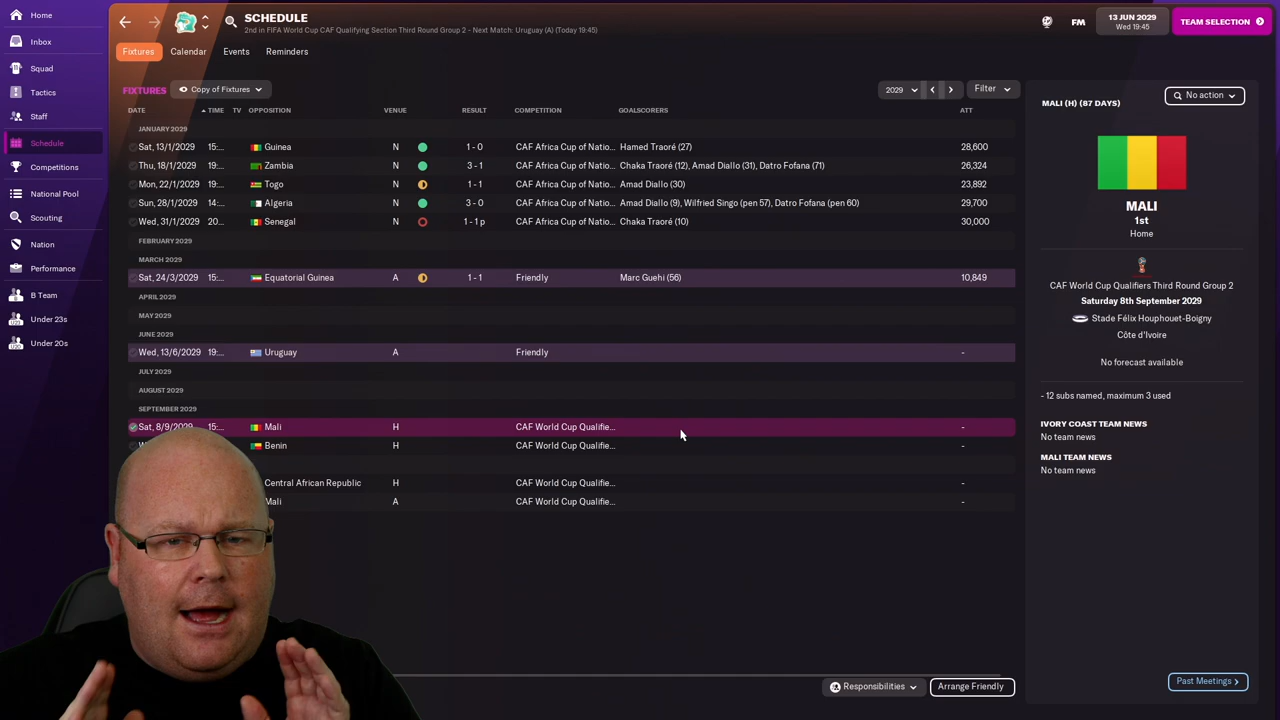 Home
Inbox
Squad
Tactics
Staff
Schedule
Competitions
National Pool
Scouting
Nation
Performance
B Team
Under 23s
Under 20s
SCHEDULE
2nd in FIFA World Cup CAF Qualifying Section Third Round Group 2 - Next Match: Uruguay (A) (Today 19:45)
FM
13 JUN 2029
Wed 19:45
TEAM SELECTION
Fixtures Calendar Events Reminders
FIXTURES Copy of Fixtures 2029 Filter
DATE TIME TV OPPOSITION VENUE RESULT COMPETITION GOALSCORERS ATT
JANUARY 2029
Sat, 13/1/2029 15:... Guinea N 1 - 0 CAF Africa Cup of Natio... Hamed Traoré (27) 28,600
Thu, 18/1/2029 19:... Zambia N 3 - 1 CAF Africa Cup of Natio... Chaka Traoré (12), Amad Diallo (31), Datro Fofana (71) 26,324
Mon, 22/1/2029 19:... Togo N 1 - 1 CAF Africa Cup of Natio... Amad Diallo (30) 23,892
Sun, 28/1/2029 14:... Algeria N 3 - 0 CAF Africa Cup of Natio... Amad Diallo (9), Wilfried Singo (pen 57), Datro Fofana (pen 60) 29,700
Wed, 31/1/2029 20... Senegal N 1 - 1 p CAF Africa Cup of Natio... Chaka Traoré (10) 30,000
FEBRUARY 2029
MARCH 2029
Sat, 24/3/2029 15:... Equatorial Guinea A 1 - 1 Friendly Marc Guehi (56) 10,849
APRIL 2029
MAY 2029
JUNE 2029
Wed, 13/6/2029 19:... Uruguay A Friendly -
JULY 2029
AUGUST 2029
SEPTEMBER 2029
Sat, 8/9/2029 15:... Mali H CAF World Cup Qualifie... -
Benin H CAF World Cup Qualifie... -
Central African Republic H CAF World Cup Qualifie... -
Mali A CAF World Cup Qualifie... -
Responsibilities
Arrange Friendly
MALI (H) (87 DAYS)
No action
MALI
1st
Home
CAF World Cup Qualifiers Third Round Group 2
Saturday 8th September 2029
Stade Félix Houphouet-Boigny
Côte d'Ivoire
No forecast available
- 12 subs named, maximum 3 used
IVORY COAST TEAM NEWS
No team news
MALI TEAM NEWS
No team news
Past Meetings